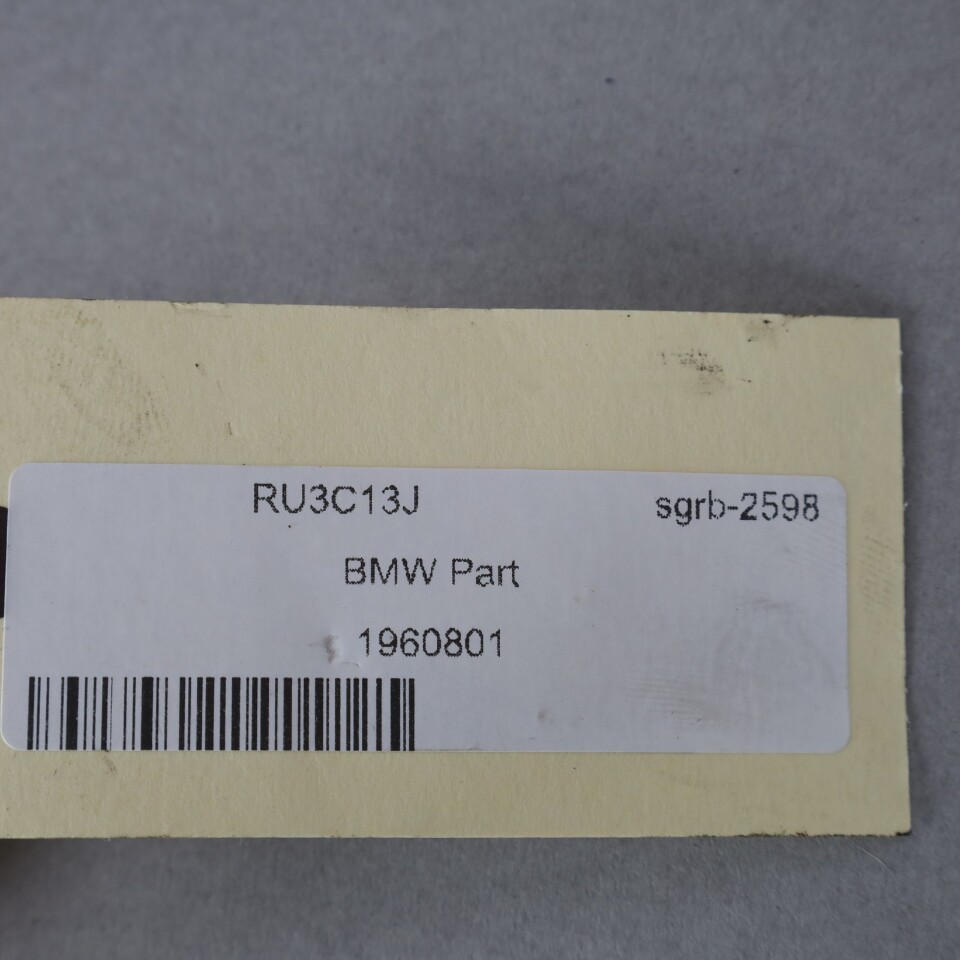 RU3C13J sgrb-2598
BMW Part
1960801